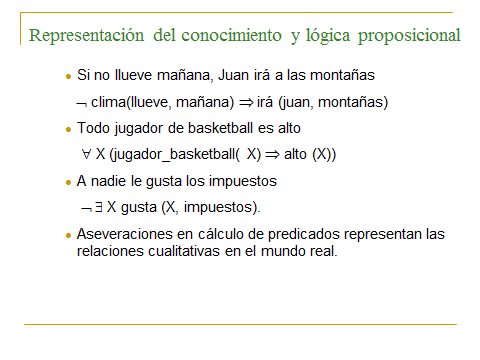 Representación del conocimiento y lógica proposicional
• Si no llueve mañana, Juan irá a las montañas
¬ clima(llueve, mañana) ⇒ irá (juan, montañas)
• Todo jugador de basketball es alto
∀ X (jugador_basketball( X) ⇒ alto (X))
• A nadie le gusta los impuestos
¬ ∃ X gusta (X, impuestos).
• Aseveraciones en cálculo de predicados representan las
relaciones cualitativas en el mundo real.